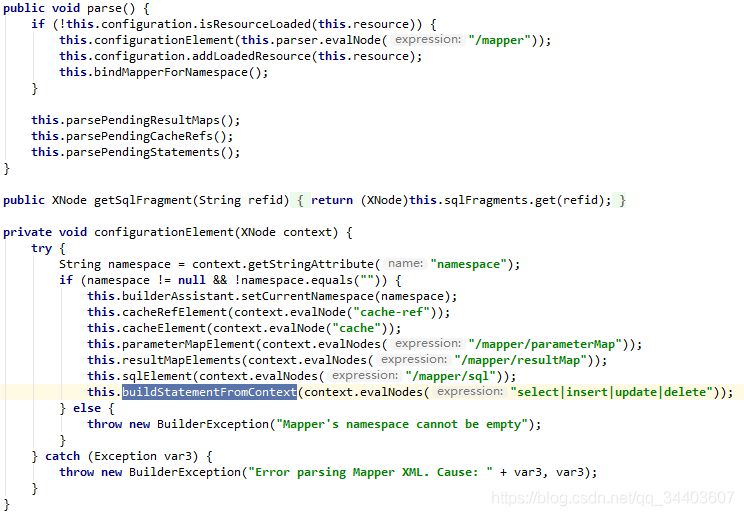 public void parse() {
    if (!this.configuration.isResourceLoaded(this.resource)) {
        this.configurationElement(this.parser.evalNode( expression: "/mapper"));
        this.configuration.addLoadedResource(this.resource);
        this.bindMapperForNamespace();
    }

    this.parsePendingResultMaps();
    this.parsePendingCacheRefs();
    this.parsePendingStatements();
}

public XNode getSqlFragment(String refid) { return (XNode)this.sqlFragments.get(refid); }

private void configurationElement(XNode context) {
    try {
        String namespace = context.getStringAttribute( name: "namespace");
        if (namespace != null && !namespace.equals("")) {
            this.builderAssistant.setCurrentNamespace(namespace);
            this.cacheRefElement(context.evalNode("cache-ref"));
            this.cacheElement(context.evalNode("cache"));
            this.parameterMapElement(context.evalNodes( expression: "/mapper/parameterMap"));
            this.resultMapElements(context.evalNodes( expression: "/mapper/resultMap"));
            this.sqlElement(context.evalNodes( expression: "/mapper/sql"));
            this.buildStatementFromContext(context.evalNodes( expression: "select|insert|update|delete"));
        } else {
            throw new BuilderException("Mapper's namespace cannot be empty");
        }
    } catch (Exception var3) {
        throw new BuilderException("Error parsing Mapper XML. Cause: " + var3, var3);
    }
}
https://blog.csdn.net/qq_34403607